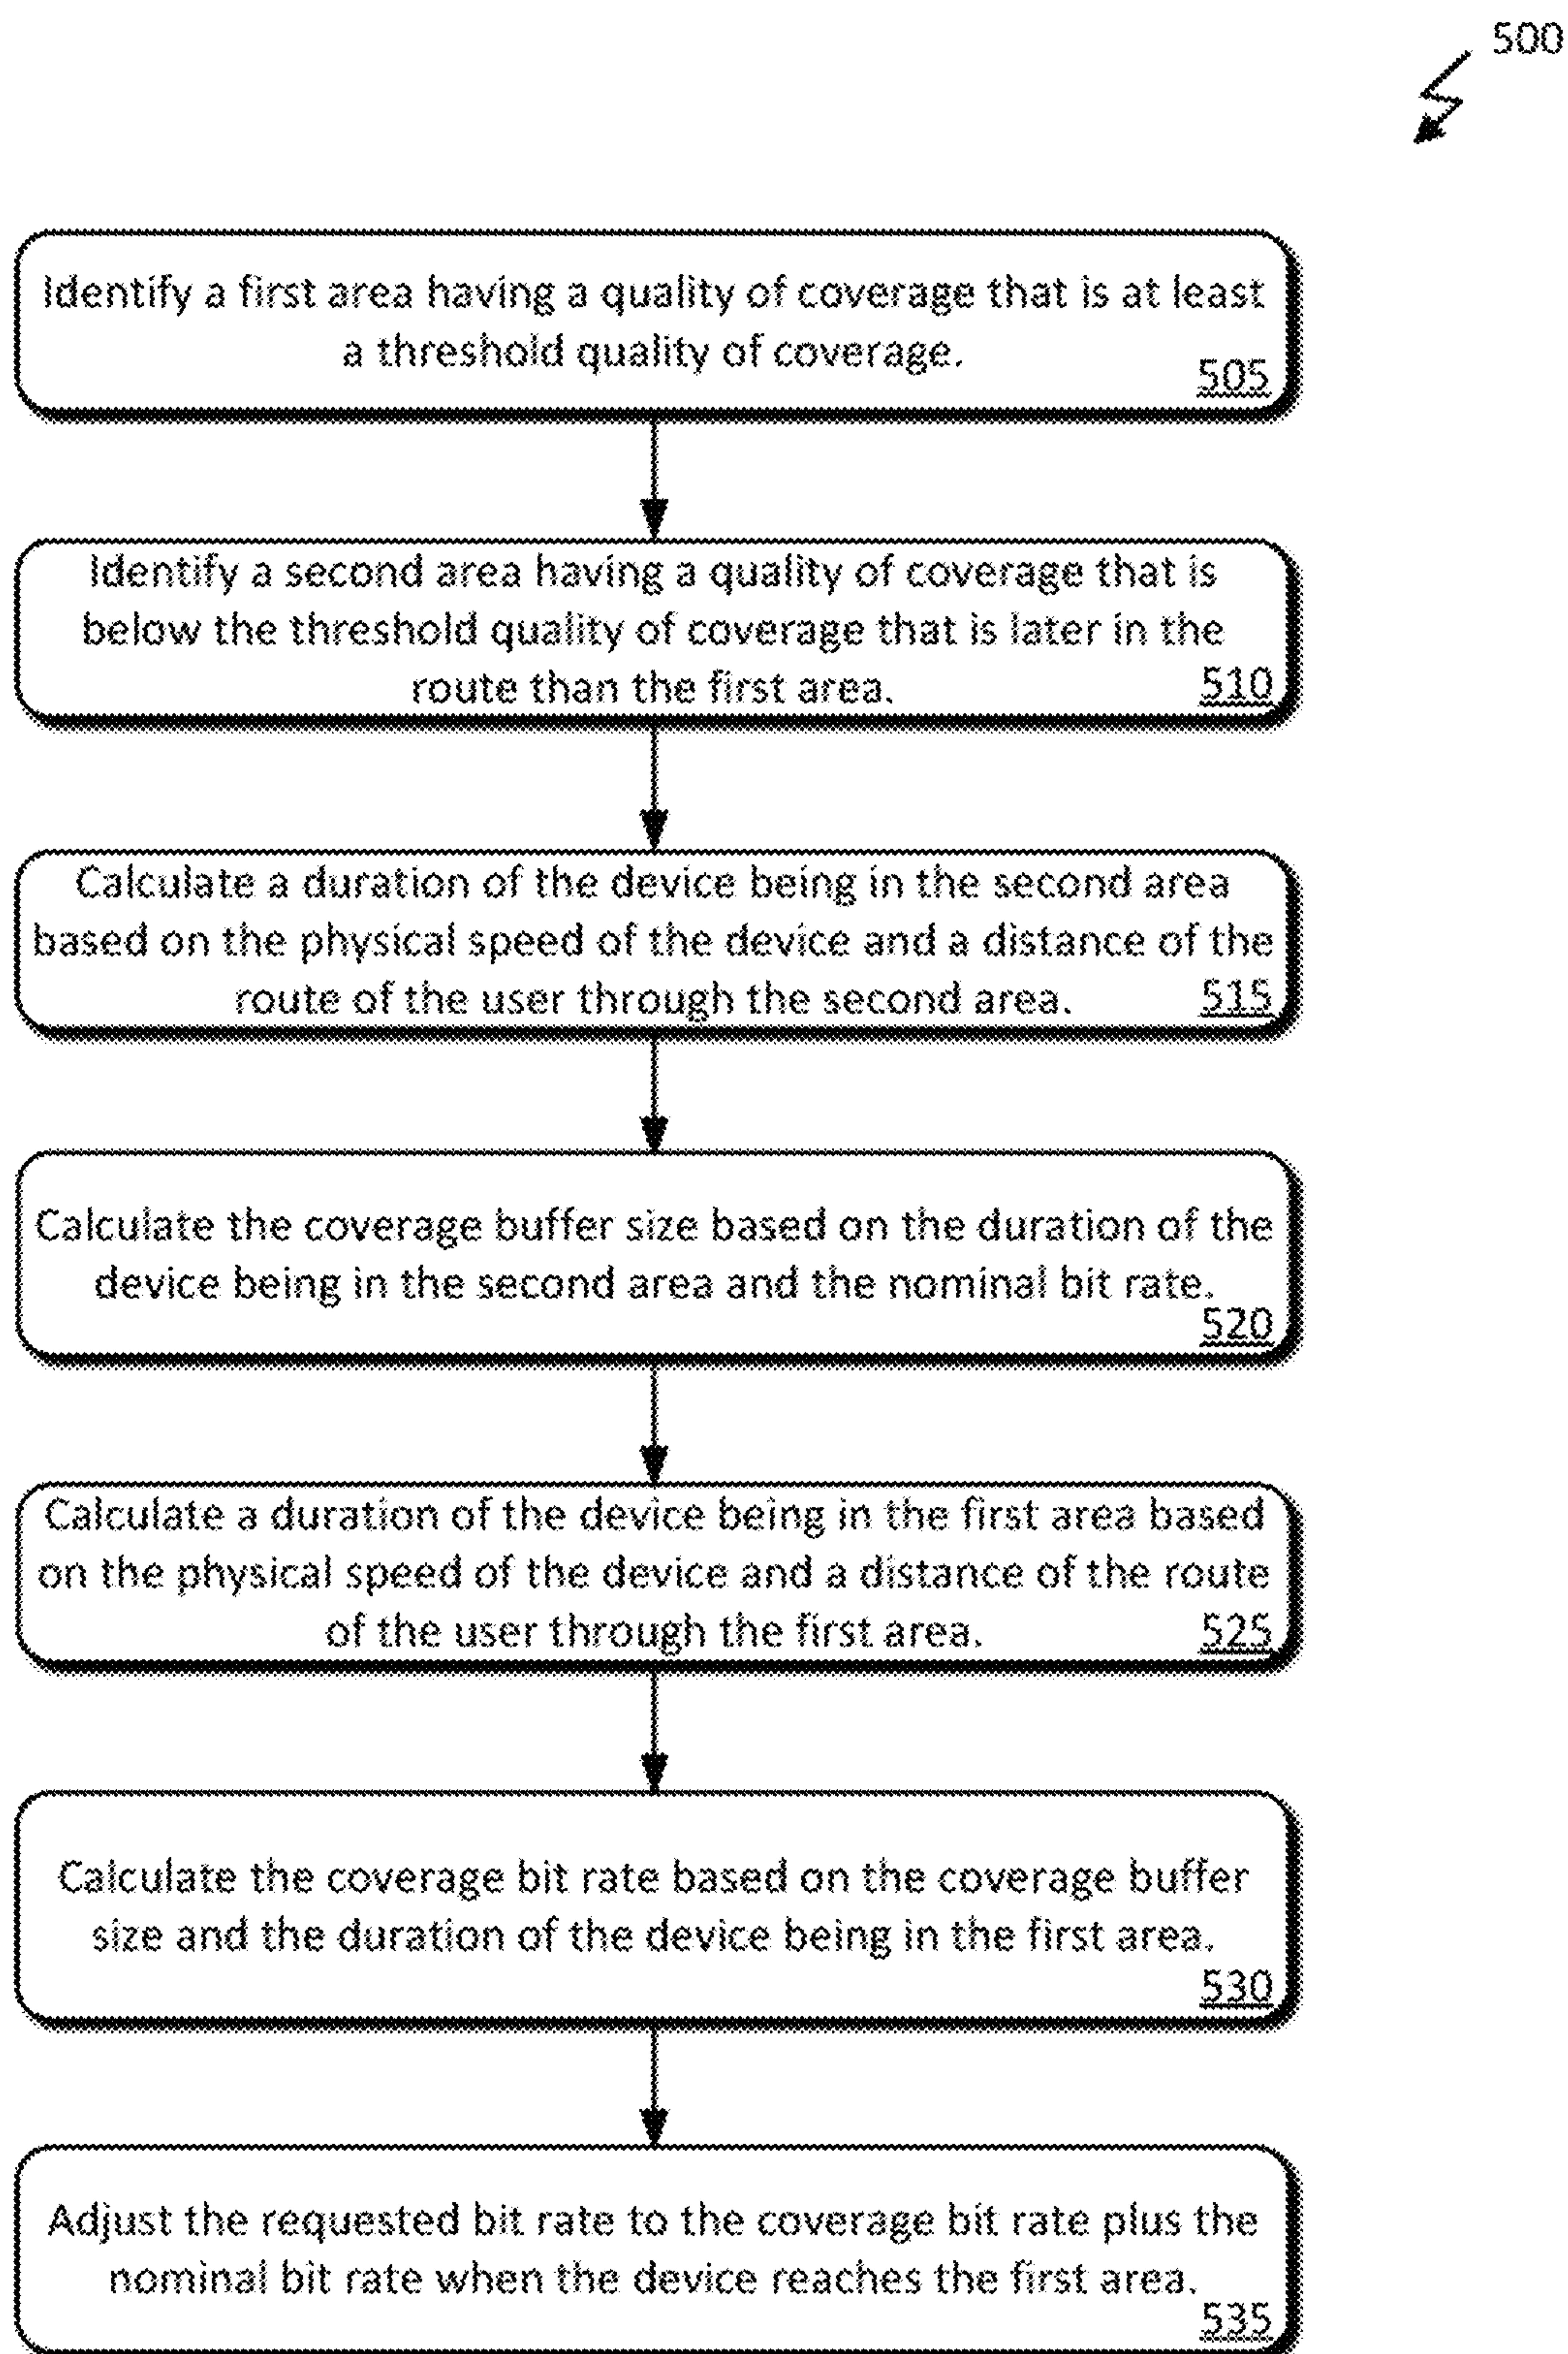 500
Identify a first area having a quality of coverage that is at least
a threshold quality of coverage.
505
Identify a second area having a quality of coverage that is
below the threshold quality of coverage that is later in the
route than the first area.
510
Calculate a duration of the device being in the second area
based on the physical speed of the device and a distance of the
route of the user through the second area.
515
Calculate the coverage buffer size based on the duration of the
device being in the second area and the nominal bit rate.
520
Calculate a duration of the device being in the first area based
on the physical speed of the device and a distance of the route
of the user through the first area.
525
Calculate the coverage bit rate based on the coverage buffer
size and the duration of the device being in the first area.
530
Adjust the requested bit rate to the coverage bit rate plus the
nominal bit rate when the device reaches the first area.
535